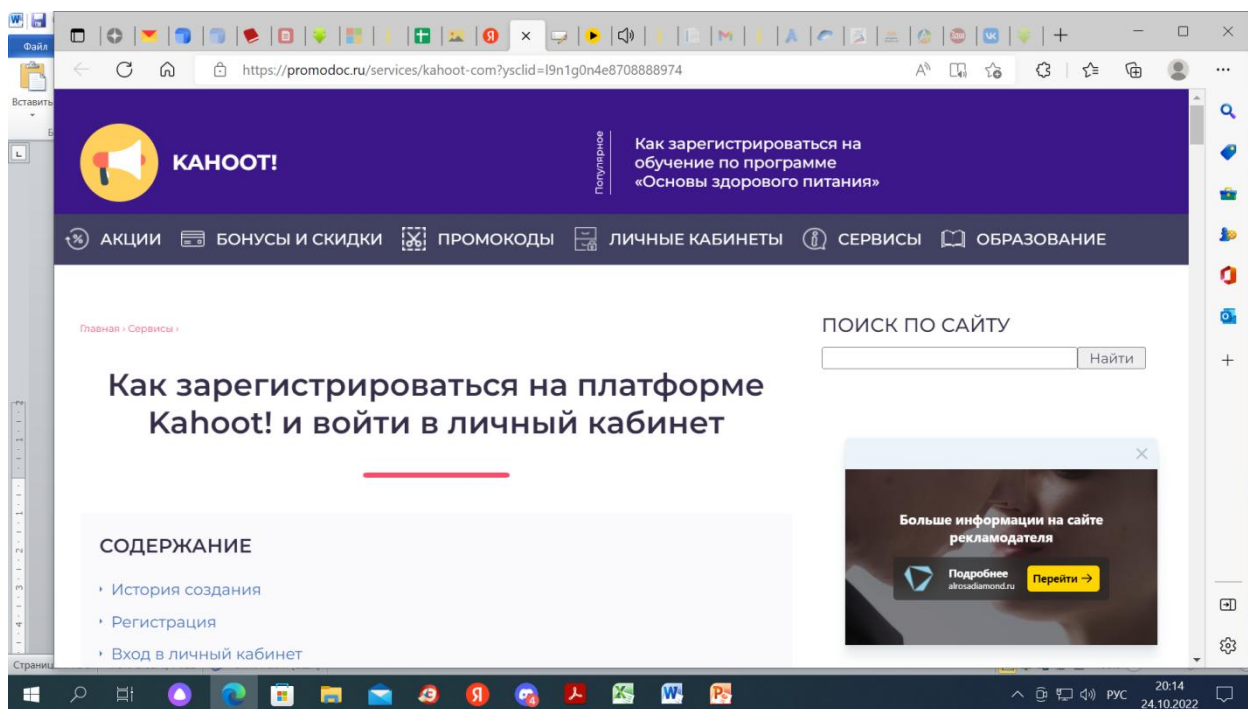 Файл
https://promodoc.ru/services/kahoot-com?ysclid=l9n1g0n4e8708888974
Вставить
KAHOOT!
Популярное
Как зарегистрироваться на
обучение по программе
«Основы здорового питания»
АКЦИИ БОНУСЫ И СКИДКИ ПРОМОКОДЫ ЛИЧНЫЕ КАБИНЕТЫ СЕРВИСЫ ОБРАЗОВАНИЕ
Главная › Сервисы ›
ПОИСК ПО САЙТУ
Найти
Как зарегистрироваться на платформе
Kahoot! и войти в личный кабинет
Больше информации на сайте
рекламодателя
Подробнее
alrosadiamond.ru
Перейти →
СОДЕРЖАНИЕ
История создания
Регистрация
Вход в личный кабинет
Страниц
РУС
20:14
24.10.2022